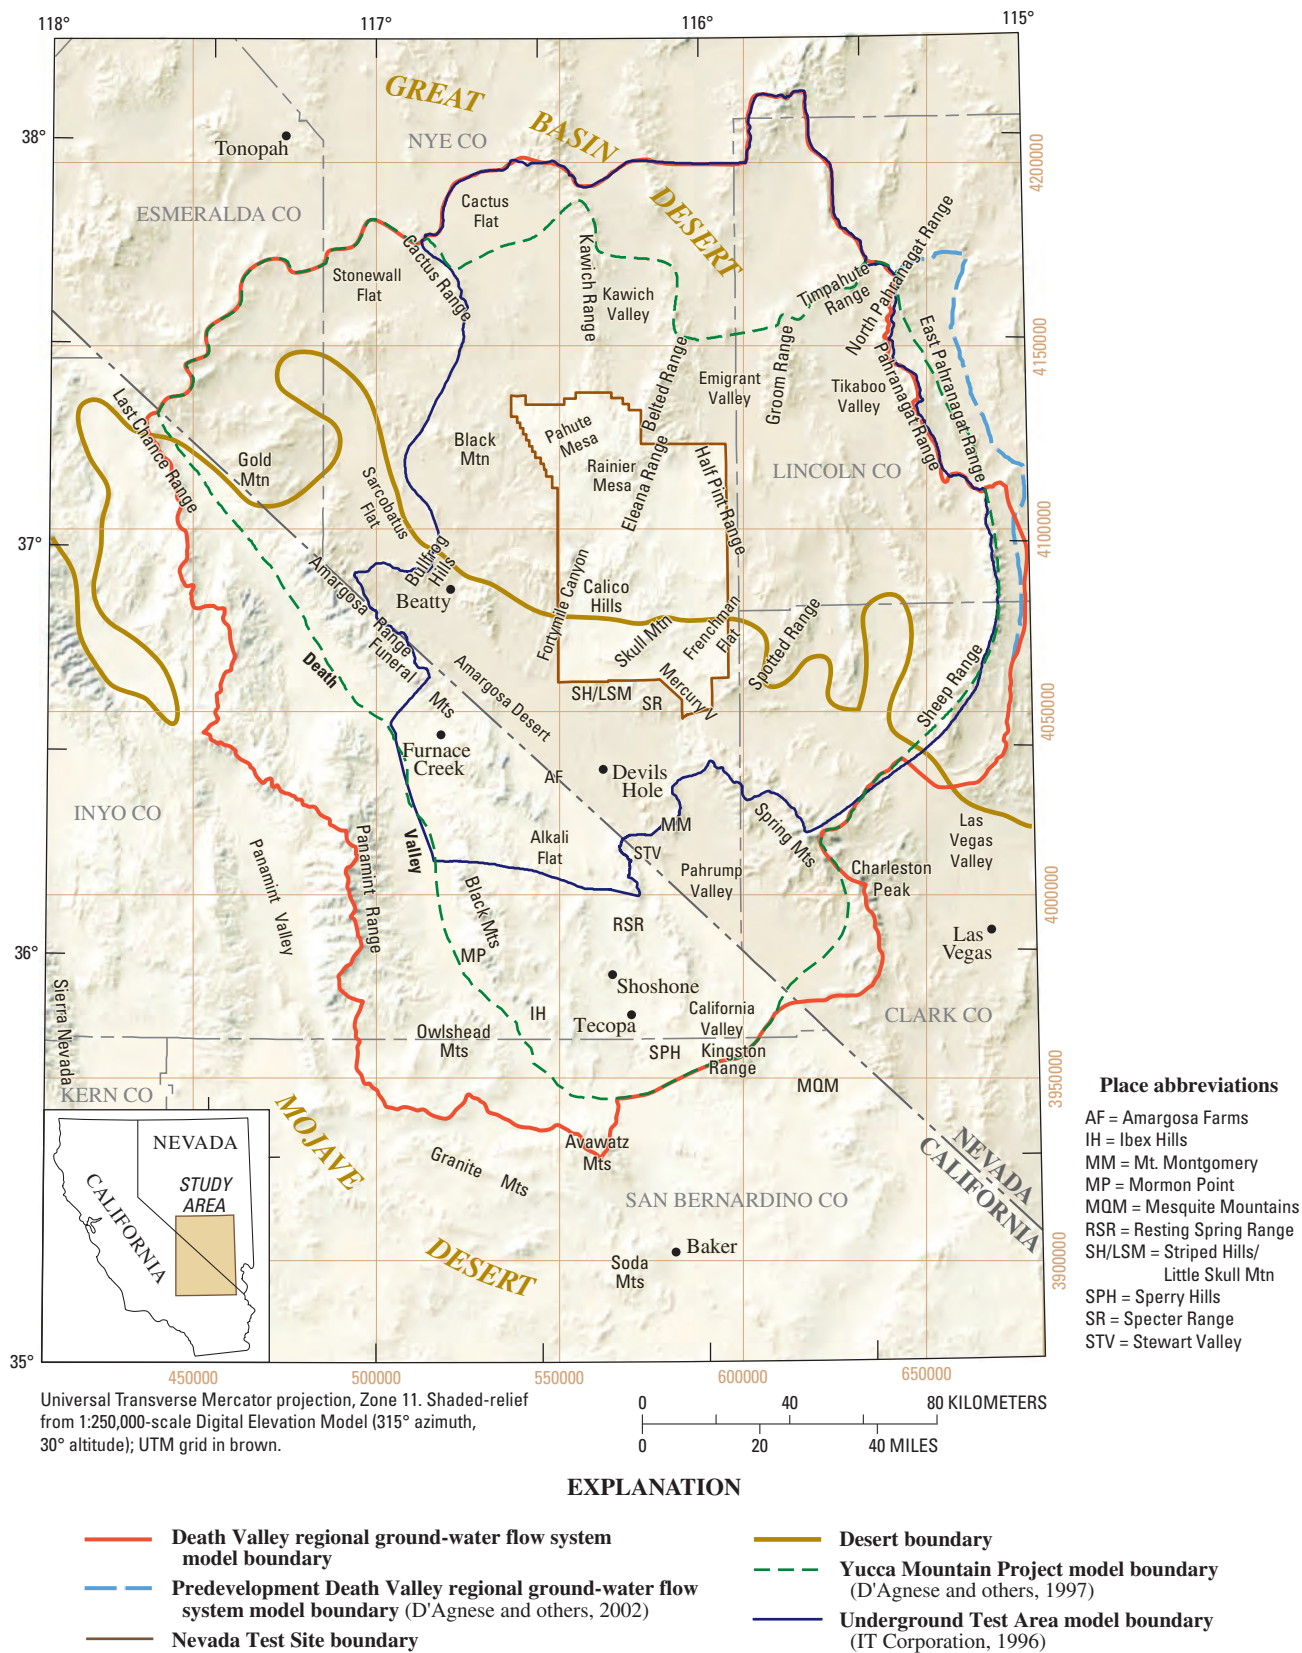 118°
117°
116°
115°
GREAT
BASIN
DESERT
38°
Tonopah
NYE CO
ESMERALDA CO
Cactus
Flat
Cactus Range
Stonewall
Flat
Kawich Range
Kawich
Valley
Timpahute
Range
North Pahranagat Range
East Pahranagat Range
Pahranagat Range
Belted Range
Emigrant
Valley
Groom Range
Tikaboo
Valley
Last Chance Range
Gold
Mtn
Sarcobatus
Flat
Black
Mtn
Pahute
Mesa
Rainier
Mesa
Eleana Range
Half Pint Range
LINCOLN CO
37°
Bullfrog
Hills
Beatty
Amargosa Range
Funeral
Mts
Fortymile Canyon
Calico
Hills
Skull Mtn
Frenchman
Flat
Spotted Range
Mercury V
SH/LSM
SR
Sheep Range
Death
Valley
Amargosa Desert
Furnace
Creek
AF
Devils
Hole
INYO CO
MM
STV
Spring Mts
Las
Vegas
Valley
Alkali
Flat
Pahrump
Valley
Charleston
Peak
Panamint Valley
Panamint Range
Black Mts
RSR
MP
Las
Vegas
36°
Sierra Nevada
Shoshone
IH
Tecopa
California
Valley
CLARK CO
Owlshead
Mts
SPH
Kingston
Range
MQM
KERN CO
MOJAVE
DESERT
Avawatz
Mts
Granite Mts
SAN BERNARDINO CO
NEVADA
CALIFORNIA
Baker
Soda
Mts
NEVADA
CALIFORNIA
STUDY
AREA
35°
4200000
4150000
4100000
4050000
4000000
3950000
3900000
450000
500000
550000
600000
650000
Place abbreviations
AF = Amargosa Farms
IH = Ibex Hills
MM = Mt. Montgomery
MP = Mormon Point
MQM = Mesquite Mountains
RSR = Resting Spring Range
SH/LSM = Striped Hills/
Little Skull Mtn
SPH = Sperry Hills
SR = Specter Range
STV = Stewart Valley
Universal Transverse Mercator projection, Zone 11. Shaded-relief
from 1:250,000-scale Digital Elevation Model (315° azimuth,
30° altitude); UTM grid in brown.
0 40 80 KILOMETERS
0 20 40 MILES
EXPLANATION
Death Valley regional ground-water flow system
model boundary
Predevelopment Death Valley regional ground-water flow
system model boundary (D'Agnese and others, 2002)
Nevada Test Site boundary
Desert boundary
Yucca Mountain Project model boundary
(D'Agnese and others, 1997)
Underground Test Area model boundary
(IT Corporation, 1996)